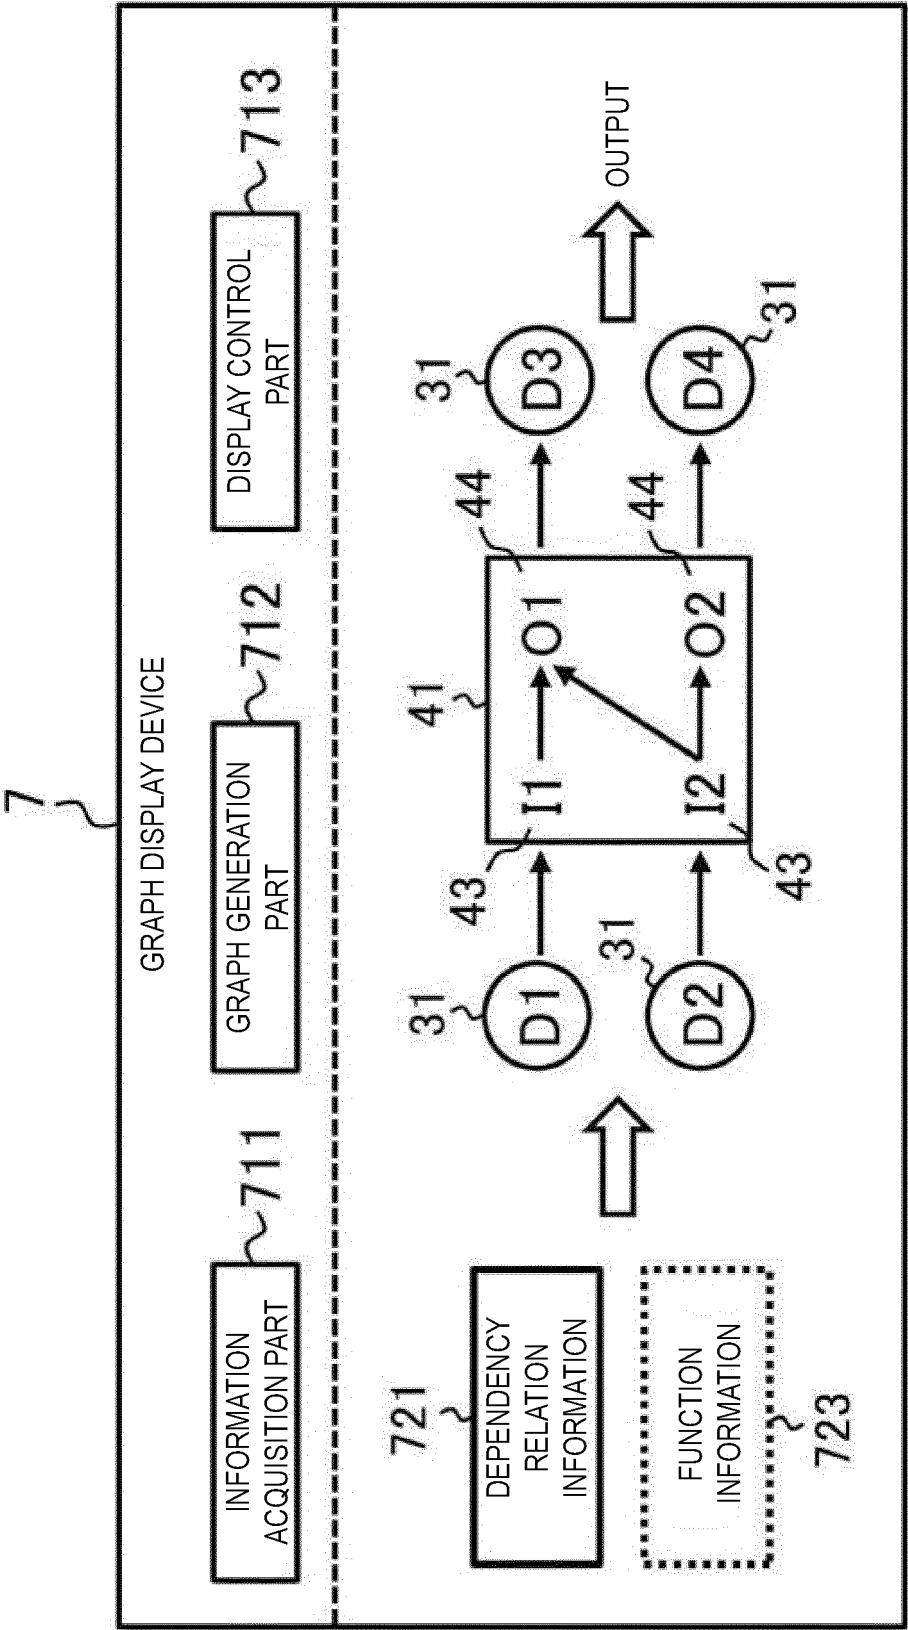 7
GRAPH DISPLAY DEVICE
711
712
713
INFORMATION
ACQUISITION PART
GRAPH GENERATION
PART
DISPLAY CONTROL
PART
721
DEPENDENCY
RELATION
INFORMATION
FUNCTION
INFORMATION
723
31
D1
31
D2
41
43
I1
O1
44
43
I2
O2
44
31
D3
31
D4
OUTPUT